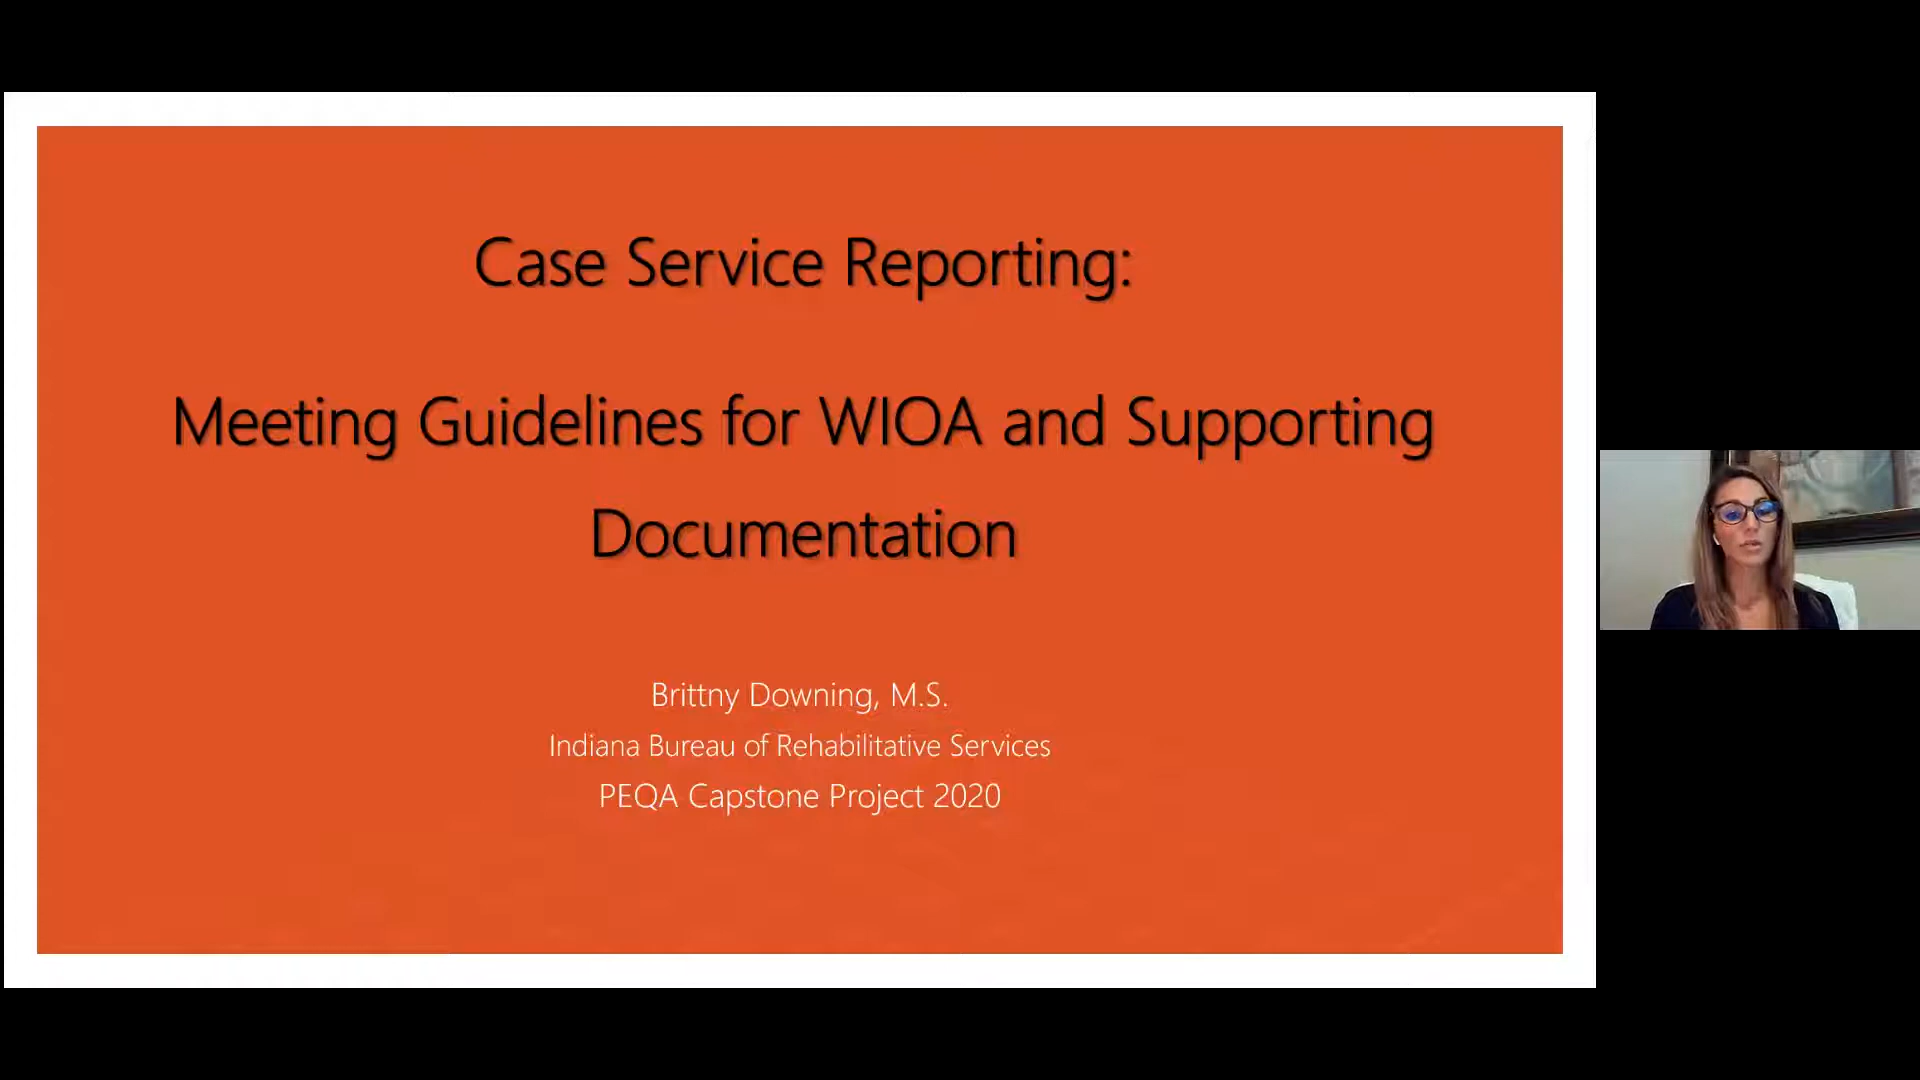 Case Service Reporting:
Meeting Guidelines for WIOA and Supporting
Documentation
Brittny Downing, M.S.
Indiana Bureau of Rehabilitative Services
PEQA Capstone Project 2020